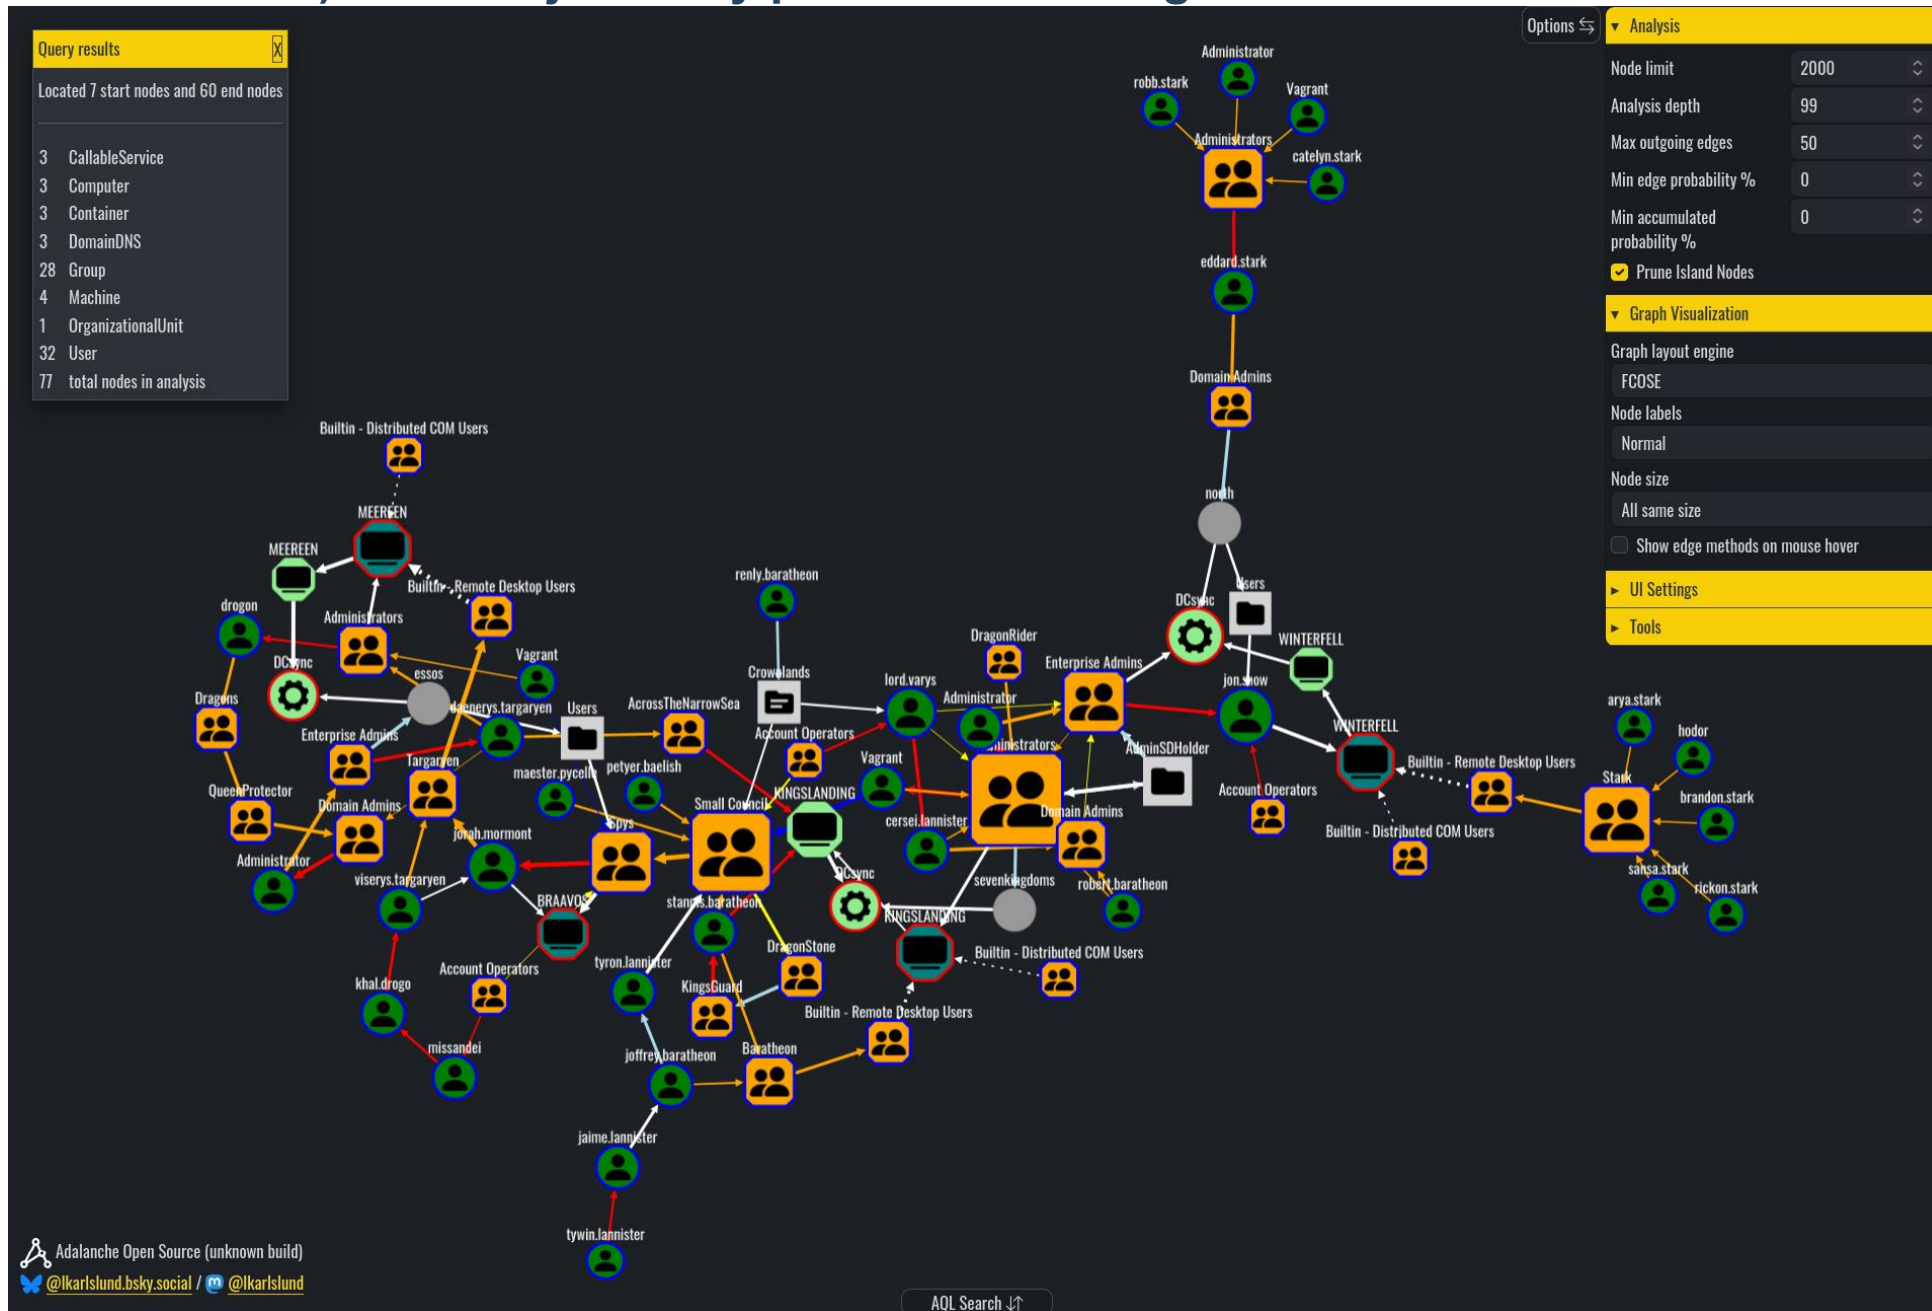 Query results X
Located 7 start nodes and 60 end nodes
3 CallableService
3 Computer
3 Container
3 DomainDNS
28 Group
4 Machine
1 OrganizationalUnit
32 User
77 total nodes in analysis
Options
Analysis
Node limit 2000
Analysis depth 99
Max outgoing edges 50
Min edge probability % 0
Min accumulated 0
probability %
Prune Island Nodes
Graph Visualization
Graph layout engine
FCOSE
Node labels
Normal
Node size
All same size
Show edge methods on mouse hover
UI Settings
Tools
Administrator
robb.stark
Vagrant
Administrators
catelyn.stark
eddard.stark
Domain Admins
north
Builtin - Distributed COM Users
MEEREEN
MEEREEN
Builtin - Remote Desktop Users
drogon
Administrators
DCsync
essos
Vagrant
Dragons
daenerys.targaryen
Users
AcrossTheNarrowSea
Enterprise Admins
Targaryen
maester.pycelle
petyer.baelish
QueenProtector
Domain Admins
jorah.mormont
Spys
Small Council
Administrator
viserys.targaryen
BRAAVOS
Account Operators
khal.drogo
missandei
renly.baratheon
Crownlands
Account Operators
KINGSLANDING
lord.varys
Vagrant
Administrator
DragonRider
Enterprise Admins
Administrators
AdminSDHolder
cersei.lannister
Domain Admins
robert.baratheon
DCsync
sevenkingdoms
KINGSLANDING
Builtin - Distributed COM Users
stannis.baratheon
DragonStone
tyron.lannister
KingsGuard
Builtin - Remote Desktop Users
joffrey.baratheon
Baratheon
jaime.lannister
tywin.lannister
DCsync
Users
WINTERFELL
jon.snow
WINTERFELL
Account Operators
Builtin - Remote Desktop Users
Builtin - Distributed COM Users
Stark
arya.stark
hodor
brandon.stark
sansa.stark
rickon.stark
Adalanche Open Source (unknown build)
@lkarlslund.bsky.social / @lkarlslund
AQL Search